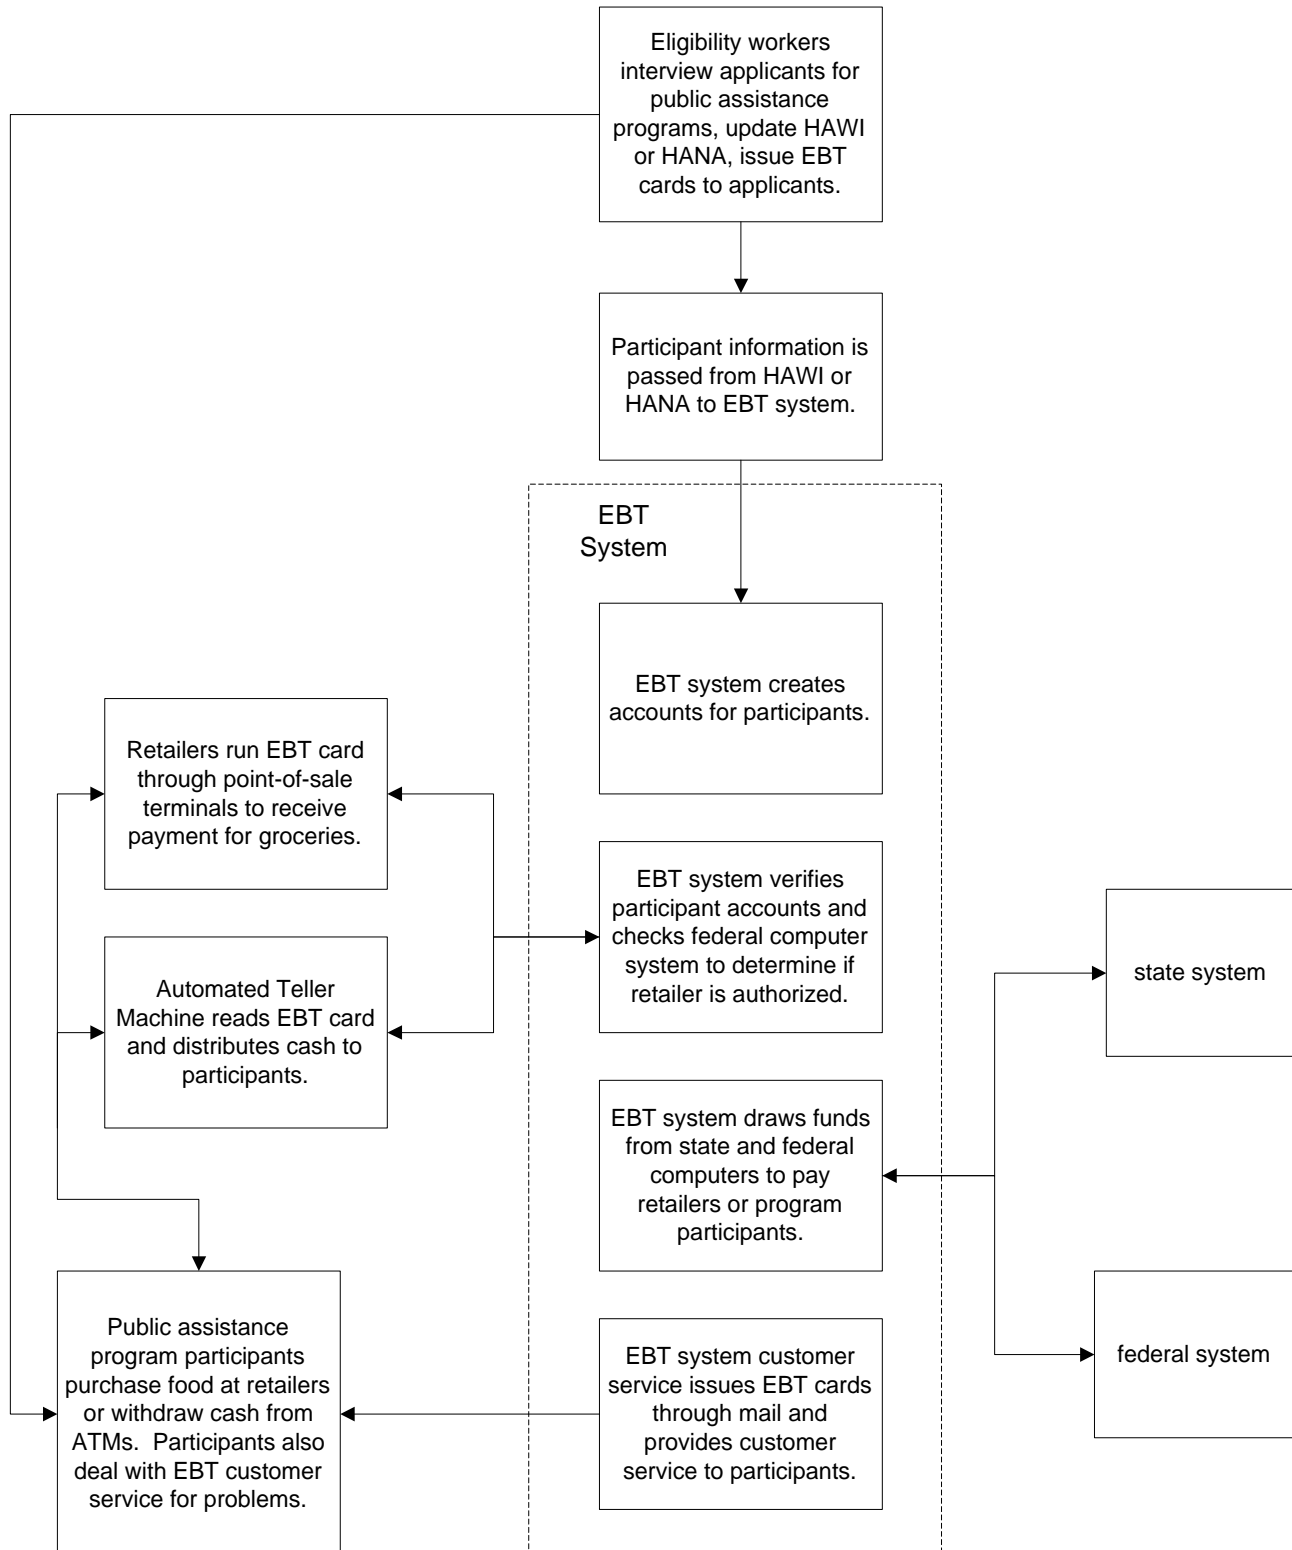 Eligibility workers
interview applicants for
public assistance
programs, update HAWI
or HANA, issue EBT
cards to applicants.
Participant information is
passed from HAWI or
HANA to EBT system.
EBT
System
EBT system creates
accounts for participants.
Retailers run EBT card
through point-of-sale
terminals to receive
payment for groceries.
EBT system verifies
participant accounts and
checks federal computer
system to determine if
retailer is authorized.
Automated Teller
Machine reads EBT card
and distributes cash to
participants.
state system
EBT system draws funds
from state and federal
computers to pay
retailers or program
participants.
Public assistance
program participants
purchase food at retailers
or withdraw cash from
ATMs.  Participants also
deal with EBT customer
service for problems.
EBT system customer
service issues EBT cards
through mail and
provides customer
service to participants.
federal system